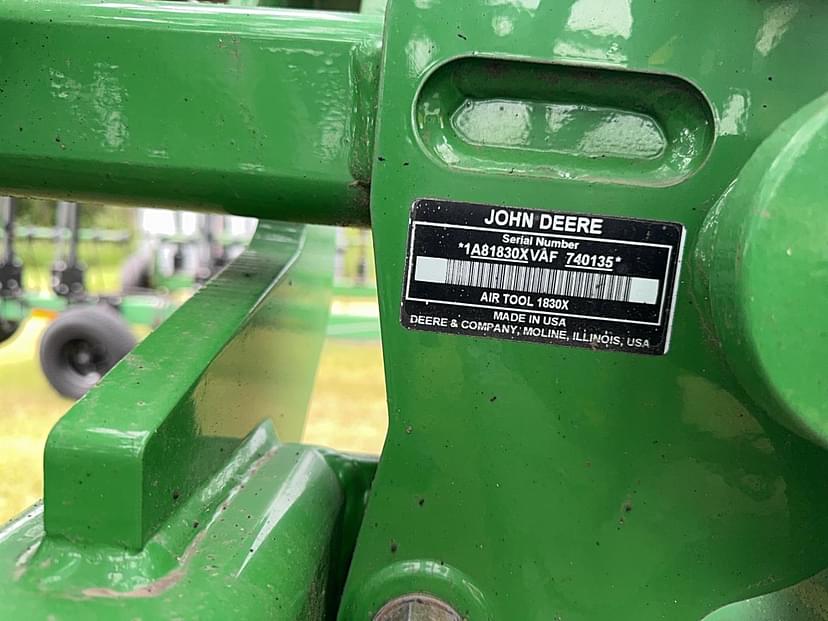 JOHN DEERE
Serial Number
*1A81830XVAF 740135*
AIR TOOL 1830X
MADE IN USA
DEERE & COMPANY, MOLINE, ILLINOIS, USA